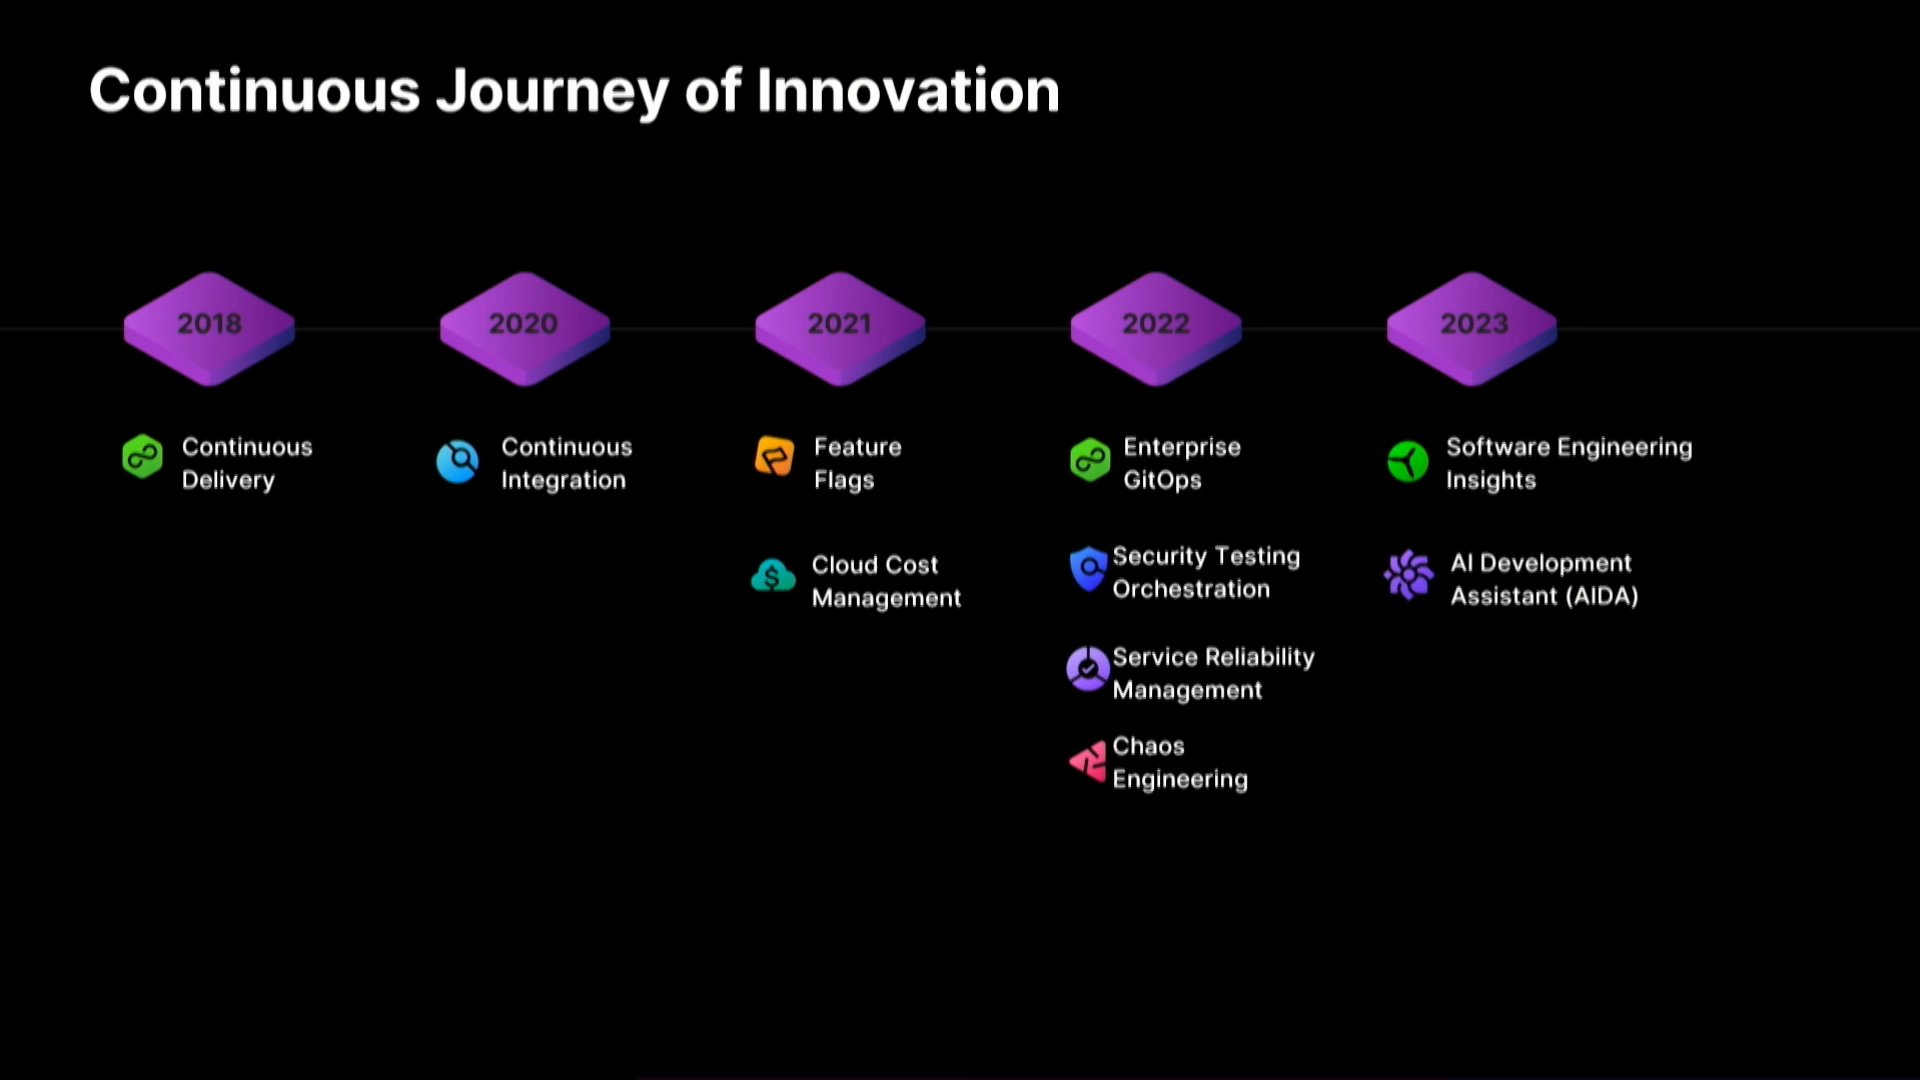 Continuous Journey of Innovation
2018
2020
2021
2022
2023
Continuous
Delivery
Continuous
Integration
Feature
Flags
Cloud Cost
Management
Enterprise
GitOps
Security Testing
Orchestration
Service Reliability
Management
Chaos
Engineering
Software Engineering
Insights
AI Development
Assistant (AIDA)